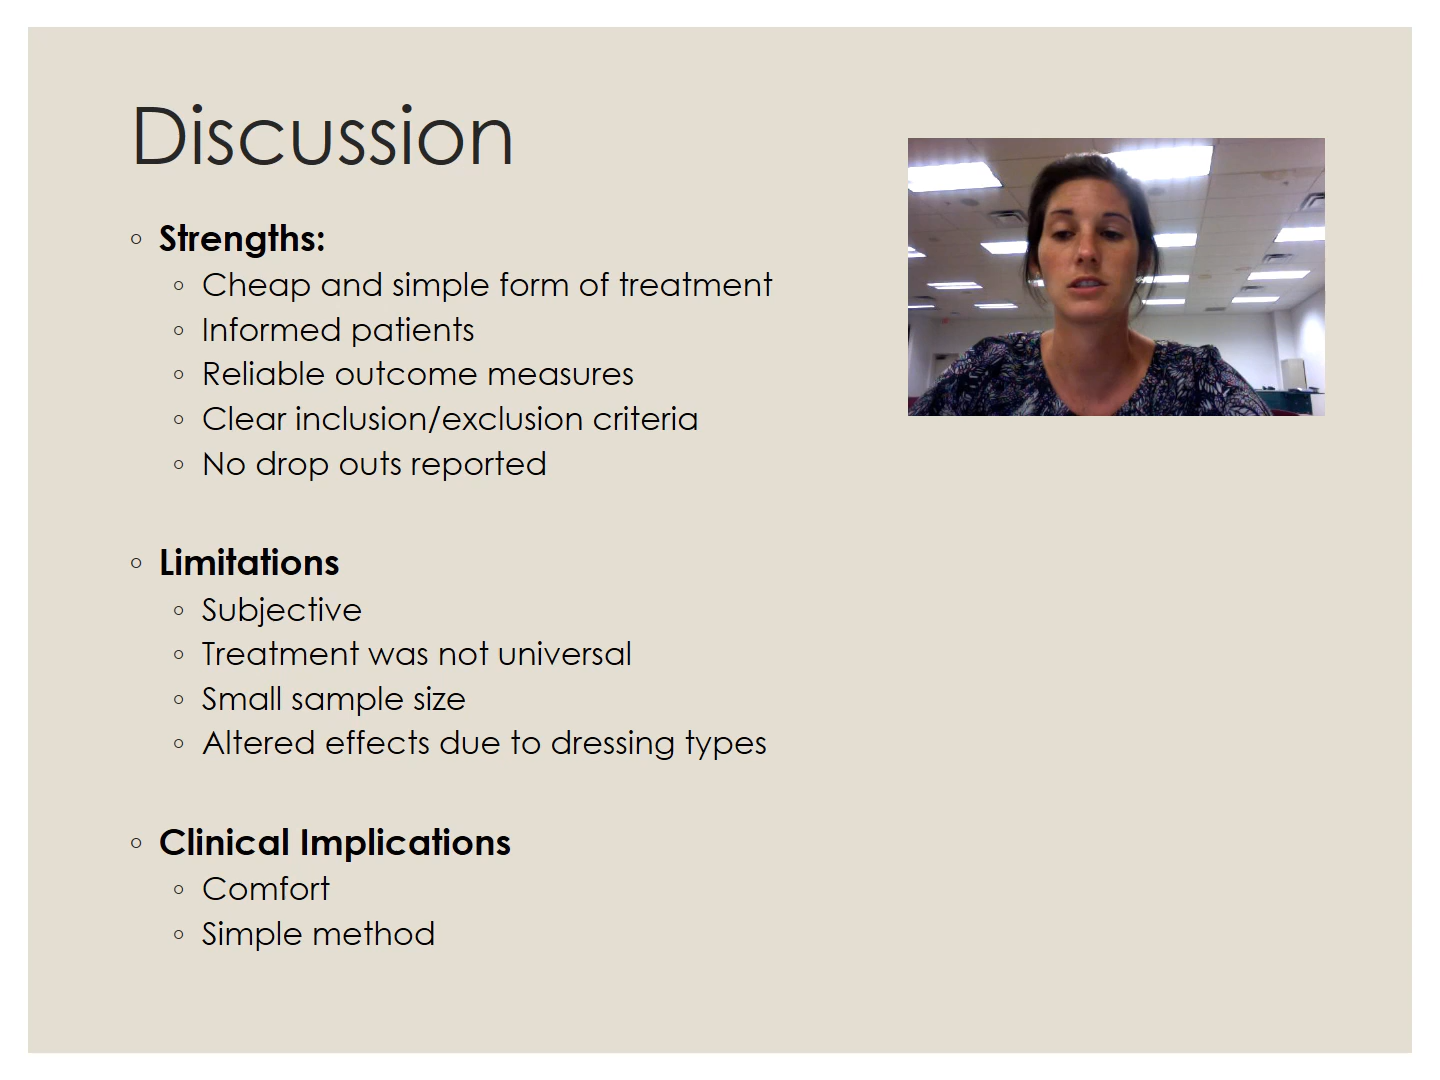 Discussion
Strengths:
Cheap and simple form of treatment
Informed patients
Reliable outcome measures
Clear inclusion/exclusion criteria
No drop outs reported
Limitations
Subjective
Treatment was not universal
Small sample size
Altered effects due to dressing types
Clinical Implications
Comfort
Simple method